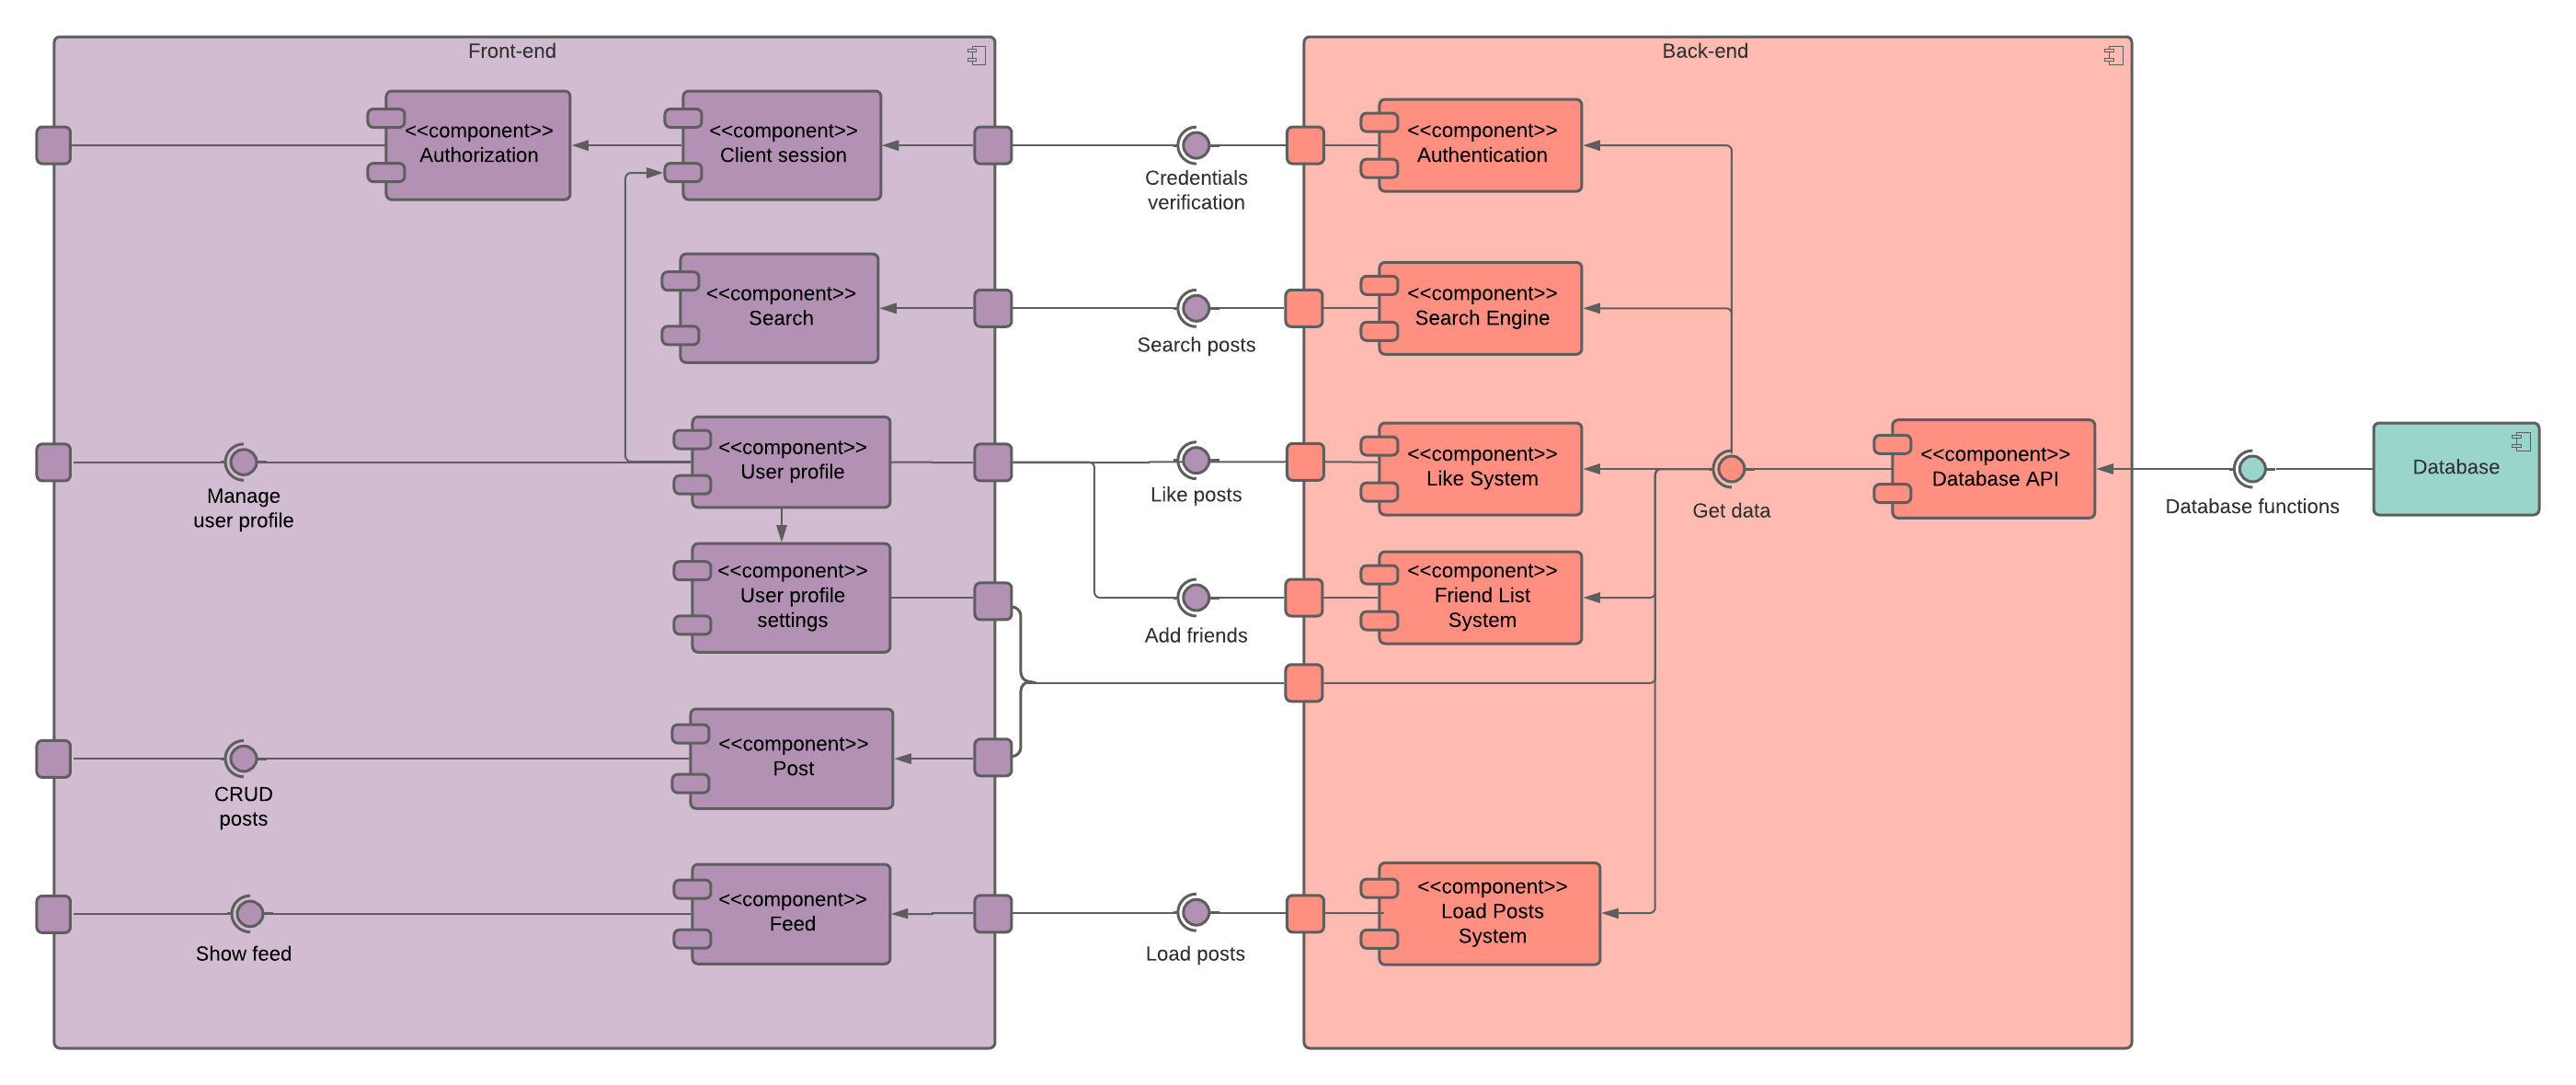 Front-end
Back-end
<<component>>
Authorization
<<component>>
Client session
Credentials
verification
<<component>>
Authentication
<<component>>
Search
Search posts
<<component>>
Search Engine
Manage
user profile
<<component>>
User profile
Like posts
<<component>>
Like System
Get data
<<component>>
Database API
Database functions
Database
<<component>>
User profile
settings
Add friends
<<component>>
Friend List
System
CRUD
posts
<<component>>
Post
Show feed
<<component>>
Feed
Load posts
<<component>>
Load Posts
System